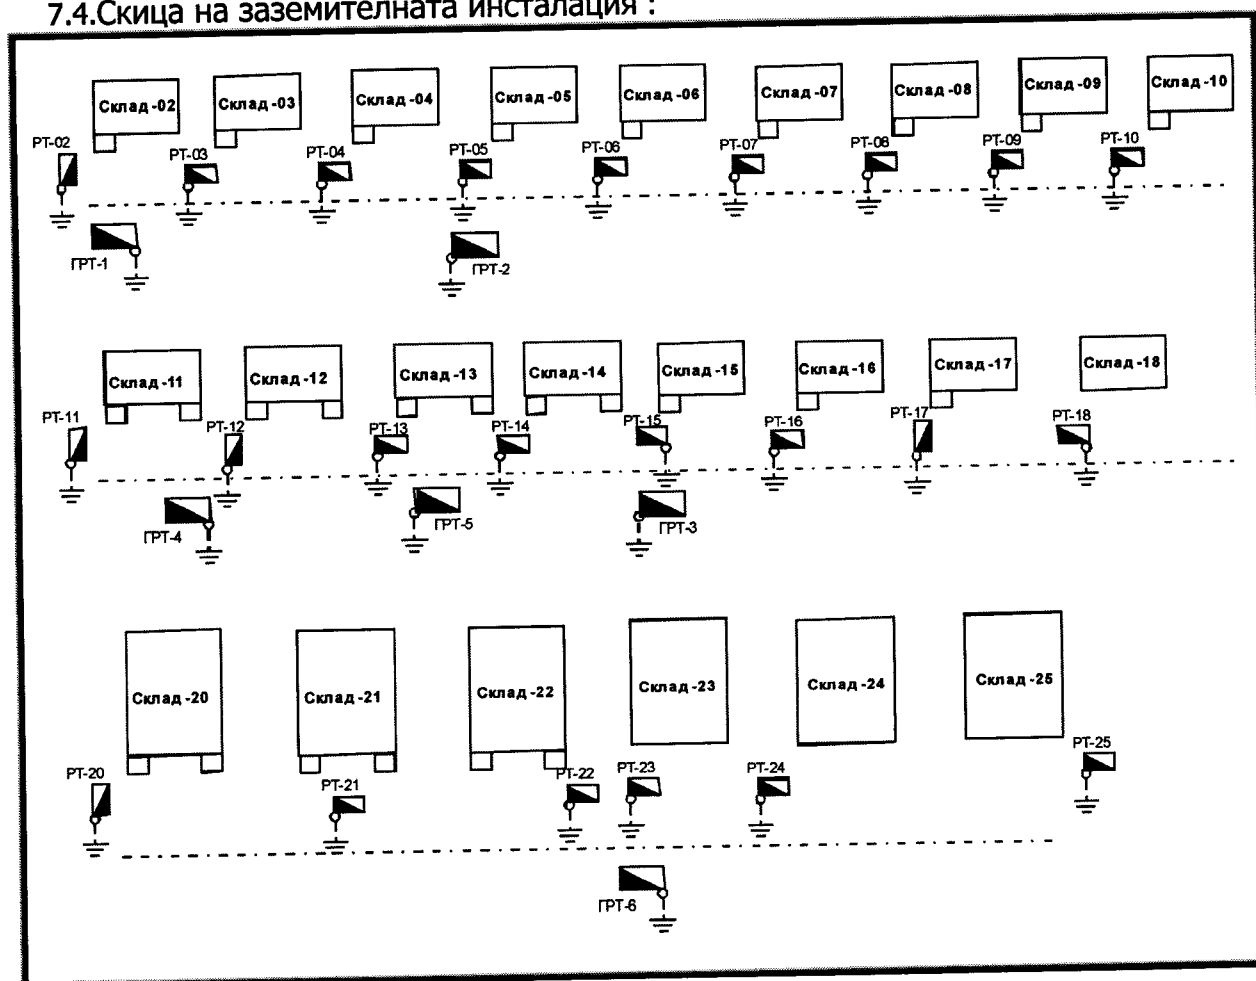 7.4.Скица на заземителната инсталация :
Склад -02 Склад -03 Склад -04 Склад -05 Склад -06 Склад -07 Склад -08 Склад -09 Склад -10
РТ-02 РТ-03 РТ-04 РТ-05 РТ-06 РТ-07 РТ-08 РТ-09 РТ-10
ГРТ-1 ГРТ-2
Склад -11 Склад -12 Склад -13 Склад -14 Склад -15 Склад -16 Склад -17 Склад -18
РТ-11 РТ-12 РТ-13 РТ-14 РТ-15 РТ-16 РТ-17 РТ-18
ГРТ-4 ГРТ-5 ГРТ-3
Склад -20 Склад -21 Склад -22 Склад -23 Склад -24 Склад -25
РТ-20 РТ-21 РТ-22 РТ-23 РТ-24 РТ-25
ГРТ-6